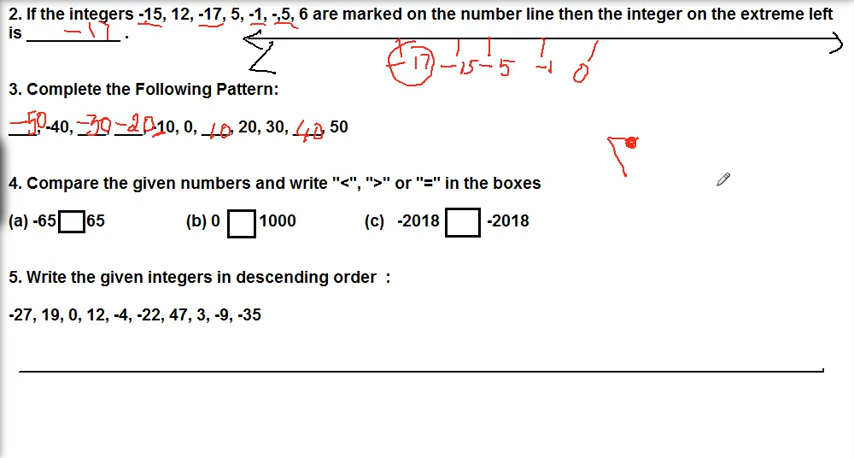 2. If the integers -15, 12, -17, 5, -1, -,5, 6 are marked on the number line then the integer on the extreme left
is -17 .
-17 -15 -5 -1 0
3. Complete the Following Pattern:
-50, -40, -30 -20, -10, 0, 10, 20, 30, 40, 50
4. Compare the given numbers and write "<", ">" or "=" in the boxes
(a) -65 65 (b) 0 1000 (c) -2018 -2018
5. Write the given integers in descending order :
-27, 19, 0, 12, -4, -22, 47, 3, -9, -35